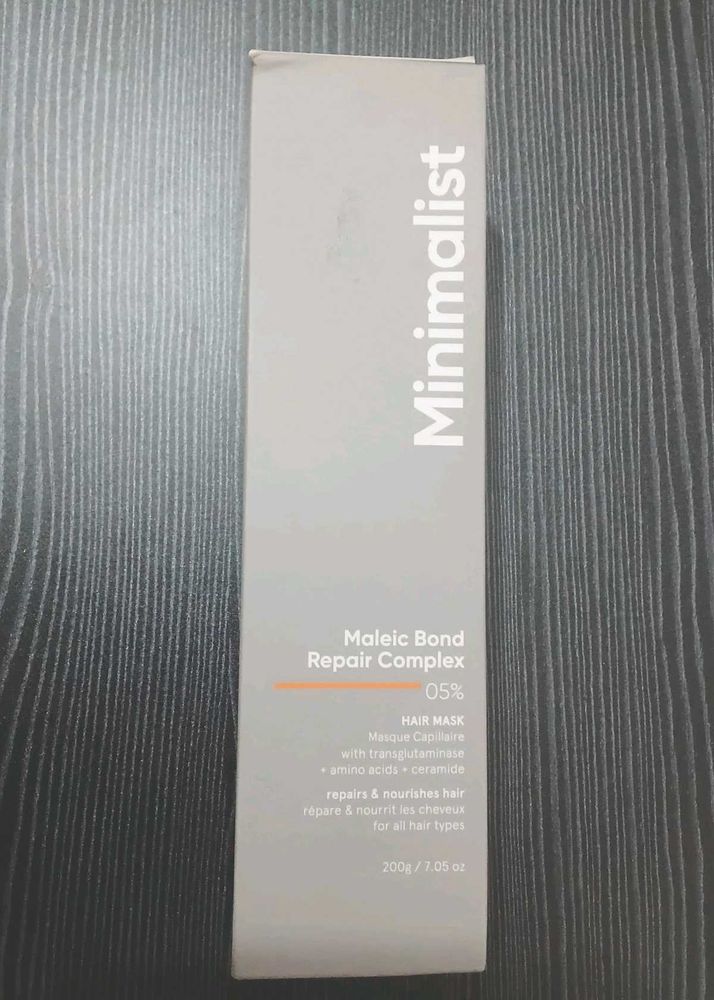 Minimalist
Maleic Bond
Repair Complex
05%
HAIR MASK
Masque Capillaire
with transglutaminase
+ amino acids + ceramide
repairs & nourishes hair
répare & nourrit les cheveux
for all hair types
200g / 7.05 oz